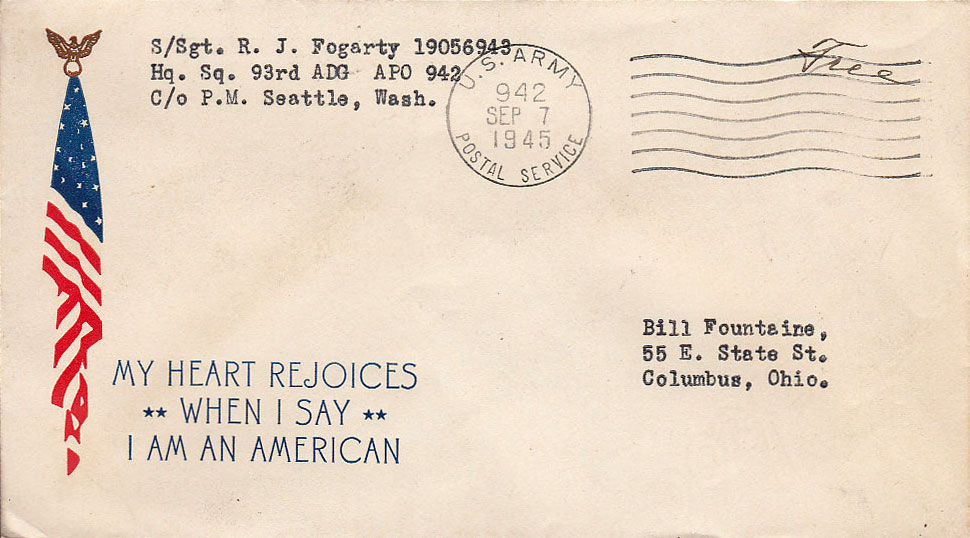 S/Sgt. R. J. Fogarty 19056943
Hq. Sq. 93rd ADG APO 942
C/o P.M. Seattle, Wash.
U.S. ARMY
942
SEP 7
1945
POSTAL SERVICE
Free
Bill Fountaine,
55 E. State St.
Columbus, Ohio.
MY HEART REJOICES
** WHEN I SAY **
I AM AN AMERICAN